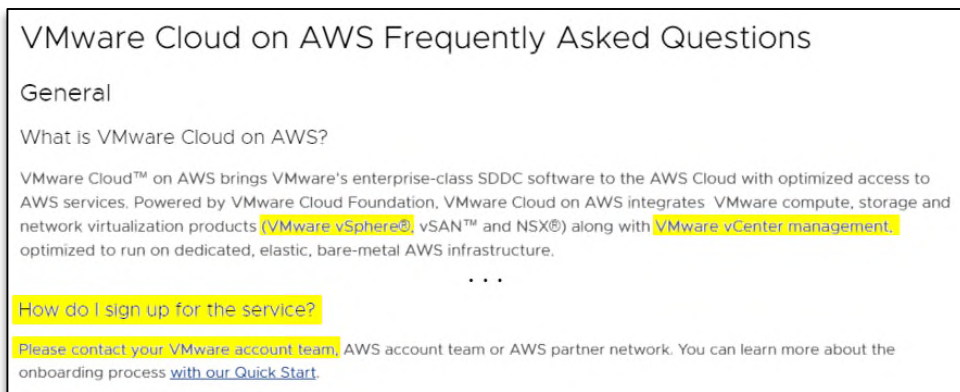 VMware Cloud on AWS Frequently Asked Questions
General
What is VMware Cloud on AWS?
VMware Cloud™ on AWS brings VMware's enterprise-class SDDC software to the AWS Cloud with optimized access to
AWS services. Powered by VMware Cloud Foundation, VMware Cloud on AWS integrates VMware compute, storage and
network virtualization products (VMware vSphere®, vSAN™ and NSX®) along with VMware vCenter management,
optimized to run on dedicated, elastic, bare-metal AWS infrastructure.
. . .
How do I sign up for the service?
Please contact your VMware account team, AWS account team or AWS partner network. You can learn more about the
onboarding process with our Quick Start.